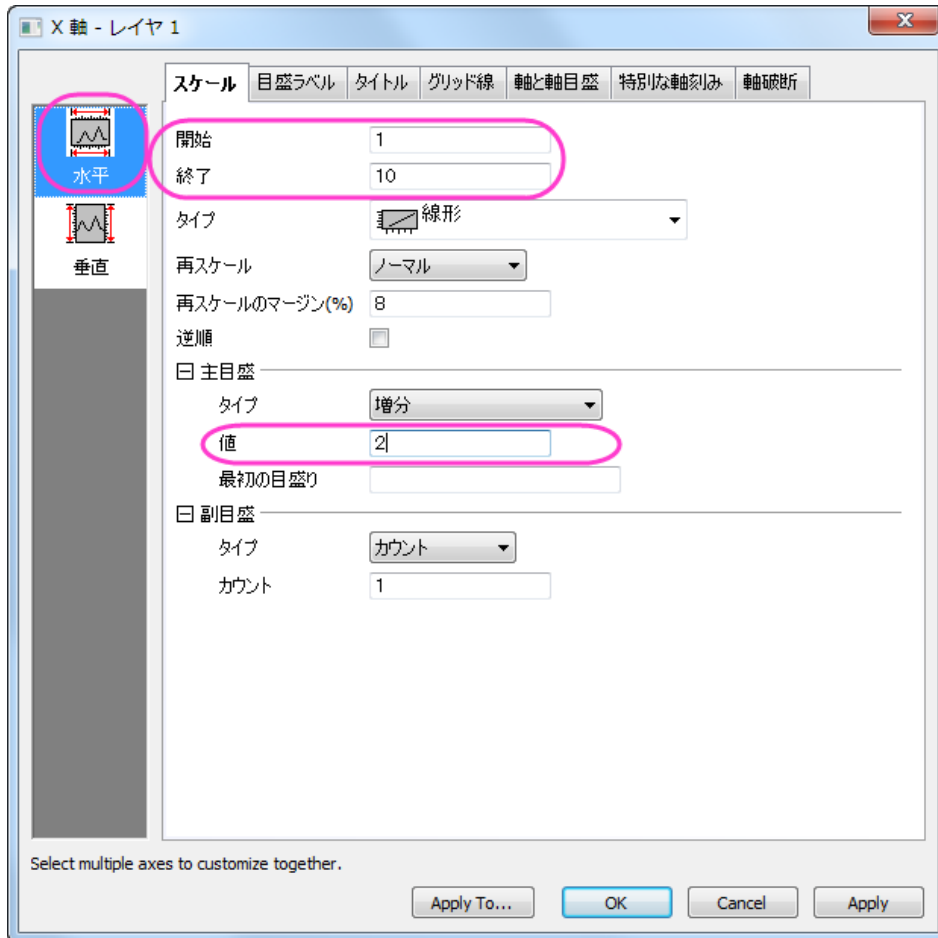 X 軸 - レイヤ 1
スケール 目盛ラベル タイトル グリッド線 軸と軸目盛 特別な軸刻み 軸破断
水平
垂直
開始 1
終了 10
タイプ 線形
再スケール ノーマル
再スケールのマージン(%) 8
逆順
主目盛
タイプ 増分
値 2
最初の目盛り
副目盛
タイプ カウント
カウント 1
Select multiple axes to customize together.
Apply To... OK Cancel Apply